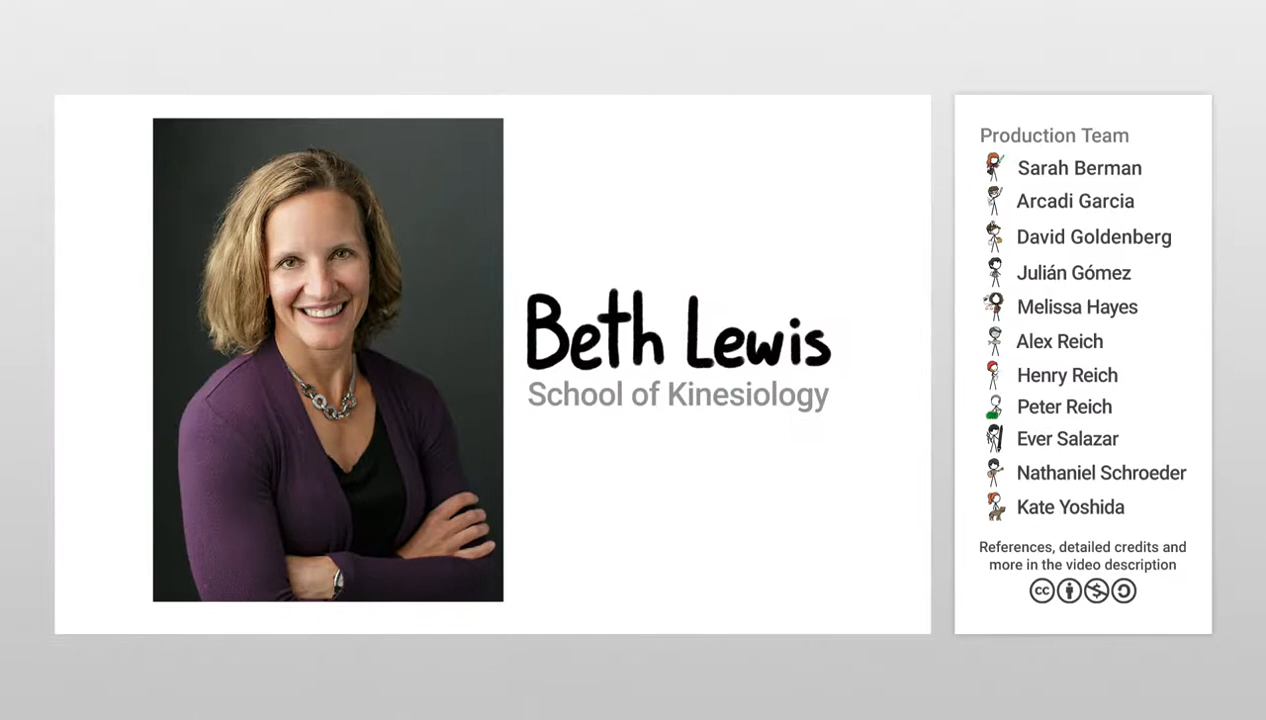 Beth Lewis
School of Kinesiology
Production Team
Sarah Berman
Arcadi Garcia
David Goldenberg
Julián Gómez
Melissa Hayes
Alex Reich
Henry Reich
Peter Reich
Ever Salazar
Nathaniel Schroeder
Kate Yoshida
References, detailed credits and
more in the video description
cc